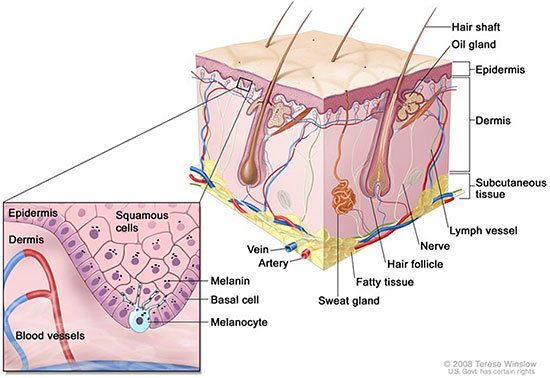 Hair shaft
Oil gland
Epidermis
Dermis
Subcutaneous
tissue
Lymph vessel
Nerve
Hair follicle
Fatty tissue
Sweat gland
Vein
Artery
Epidermis
Squamous
cells
Dermis
Melanin
Basal cell
Melanocyte
Blood vessels
© 2008 Terese Winslow
U.S. Govt. has certain rights